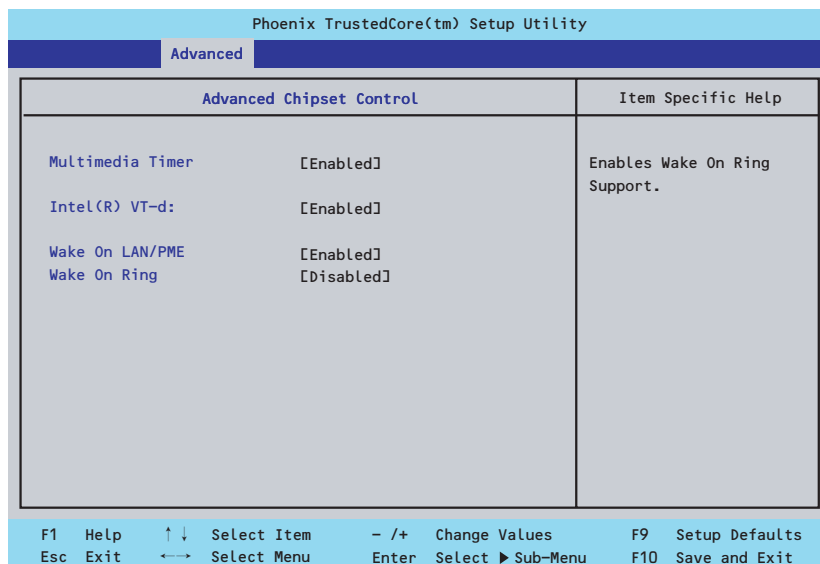 Phoenix TrustedCore(tm) Setup Utility
Advanced
Advanced Chipset Control
Item Specific Help
Multimedia Timer [Enabled]
Enables Wake On Ring
Support.
Intel(R) VT-d: [Enabled]
Wake On LAN/PME [Enabled]
Wake On Ring [Disabled]
F1 Help ↑↓ Select Item - /+ Change Values F9 Setup Defaults
Esc Exit ←→ Select Menu Enter Select ▶ Sub-Menu F10 Save and Exit